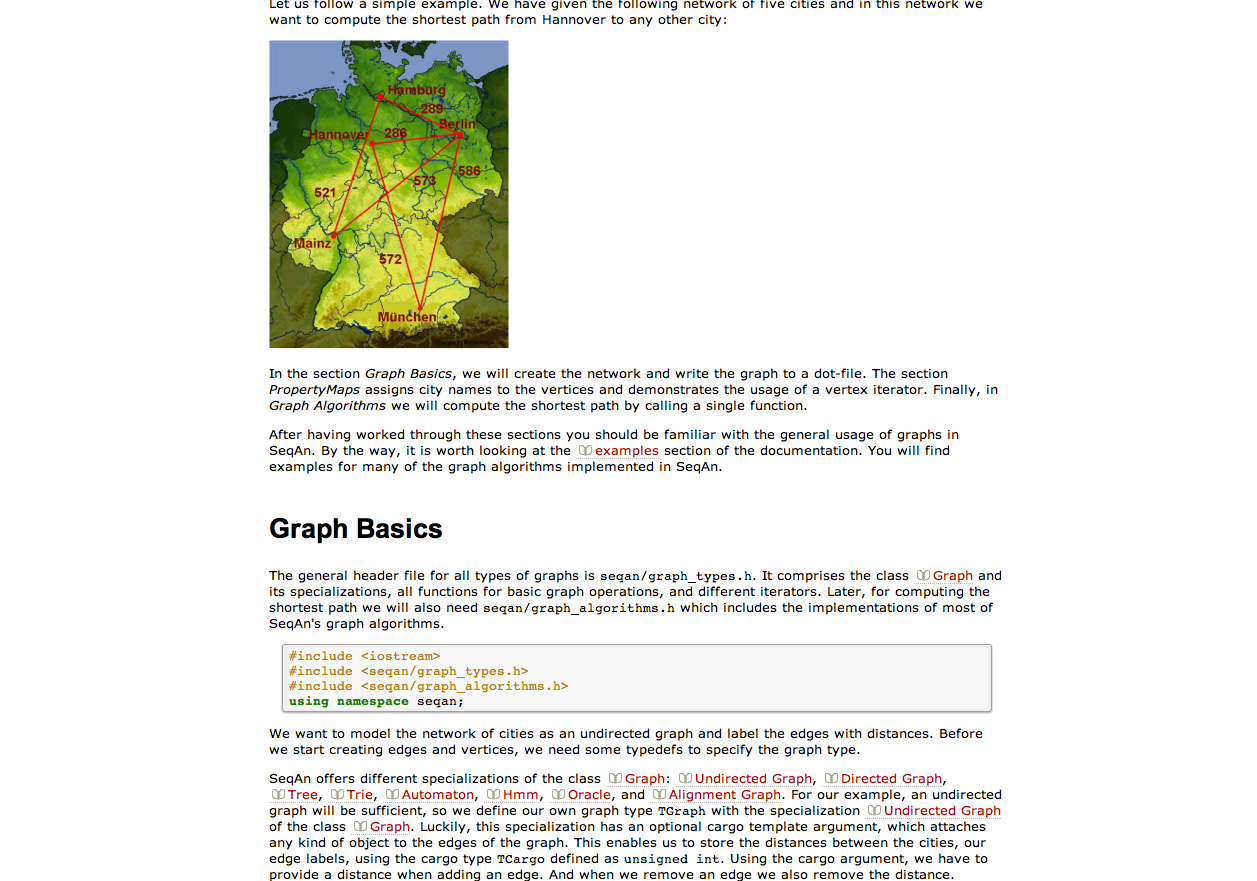 Let us follow a simple example. We have given the following network of five cities and in this network we
want to compute the shortest path from Hannover to any other city:
Hamburg
289
Berlin
Hannover 286
586
573
521
Mainz
572
München
In the section Graph Basics, we will create the network and write the graph to a dot-file. The section
PropertyMaps assigns city names to the vertices and demonstrates the usage of a vertex iterator. Finally, in
Graph Algorithms we will compute the shortest path by calling a single function.
After having worked through these sections you should be familiar with the general usage of graphs in
SeqAn. By the way, it is worth looking at the examples section of the documentation. You will find
examples for many of the graph algorithms implemented in SeqAn.
Graph Basics
The general header file for all types of graphs is seqan/graph_types.h. It comprises the class Graph and
its specializations, all functions for basic graph operations, and different iterators. Later, for computing the
shortest path we will also need seqan/graph_algorithms.h which includes the implementations of most of
SeqAn's graph algorithms.
#include <iostream>
#include <seqan/graph_types.h>
#include <seqan/graph_algorithms.h>
using namespace seqan;
We want to model the network of cities as an undirected graph and label the edges with distances. Before
we start creating edges and vertices, we need some typedefs to specify the graph type.
SeqAn offers different specializations of the class Graph: Undirected Graph, Directed Graph,
Tree, Trie, Automaton, Hmm, Oracle, and Alignment Graph. For our example, an undirected
graph will be sufficient, so we define our own graph type TGraph with the specialization Undirected Graph
of the class Graph. Luckily, this specialization has an optional cargo template argument, which attaches
any kind of object to the edges of the graph. This enables us to store the distances between the cities, our
edge labels, using the cargo type TCargo defined as unsigned int. Using the cargo argument, we have to
provide a distance when adding an edge. And when we remove an edge we also remove the distance.